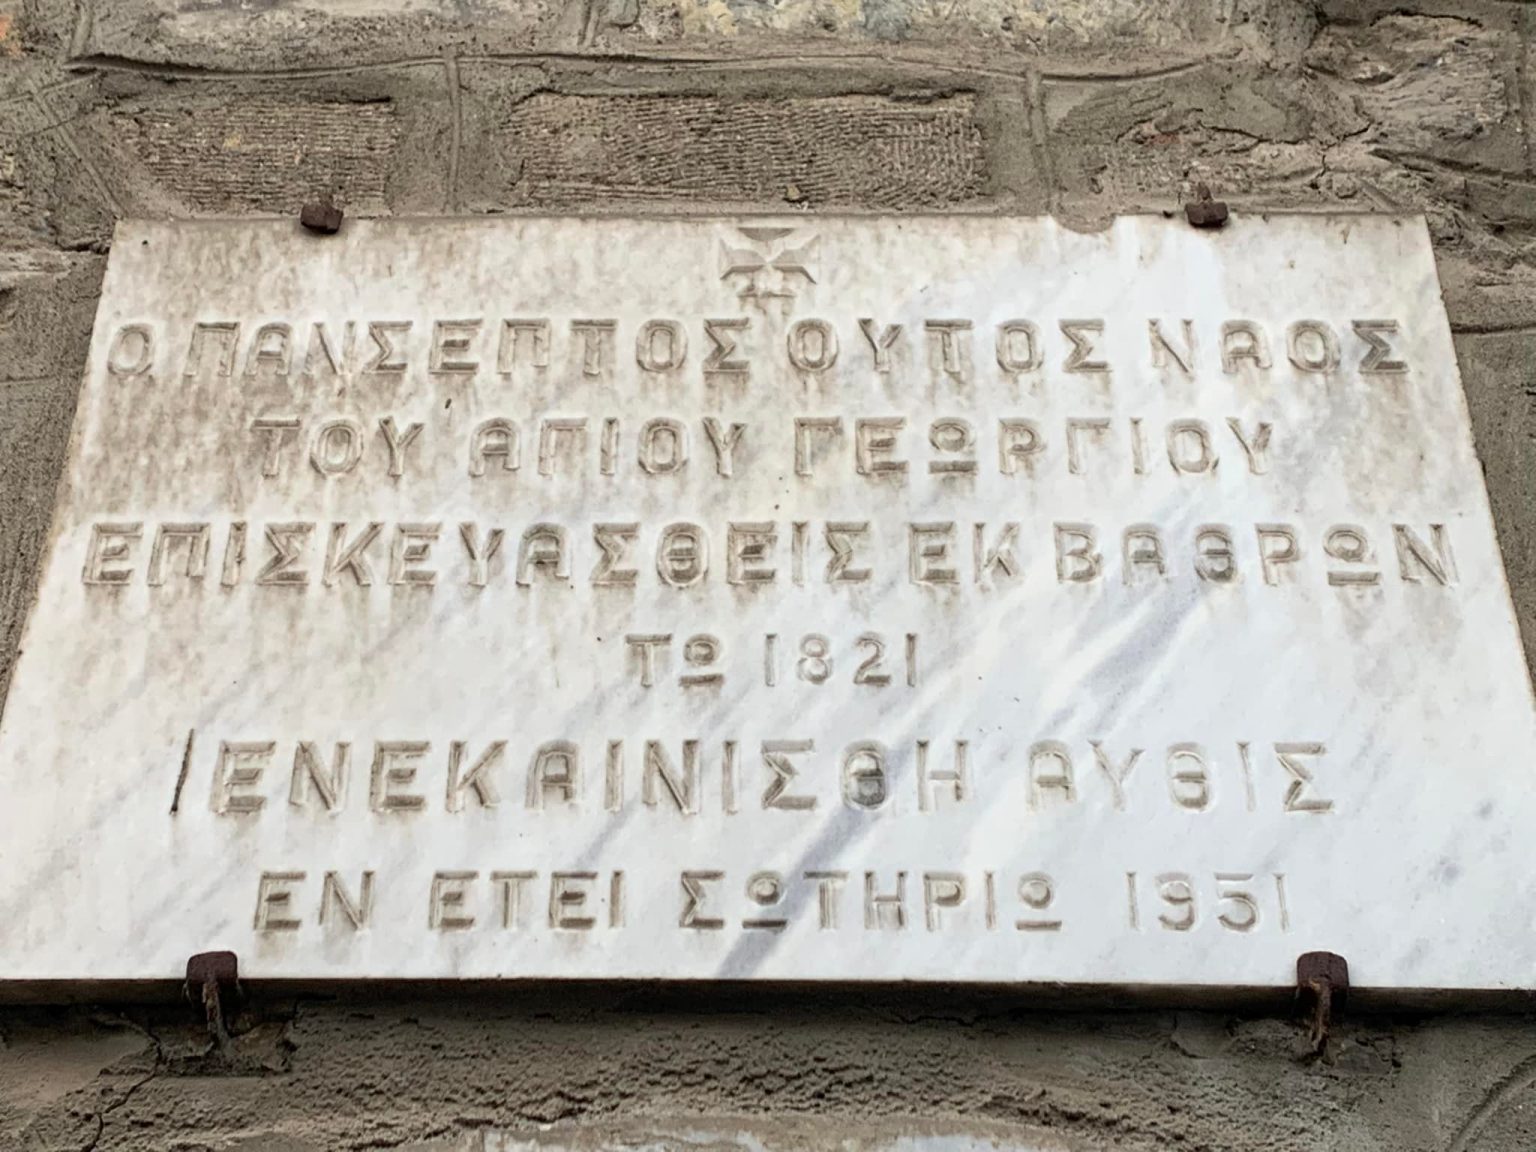 Ο ΠΑΝΣΕΠΤΟΣ ΟΥΤΟΣ ΝΑΟΣ
ΤΟΥ ΑΓΙΟΥ ΓΕΩΡΓΙΟΥ
ΕΠΙΣΚΕΥΑΣΘΕΙΣ ΕΚ ΒΑΘΡΩΝ
ΤΩ 1821
ΕΝΕΚΑΙΝΙΣΘΗ ΑΥΘΙΣ
ΕΝ ΕΤΕΙ ΣΩΤΗΡΙΩ 1951